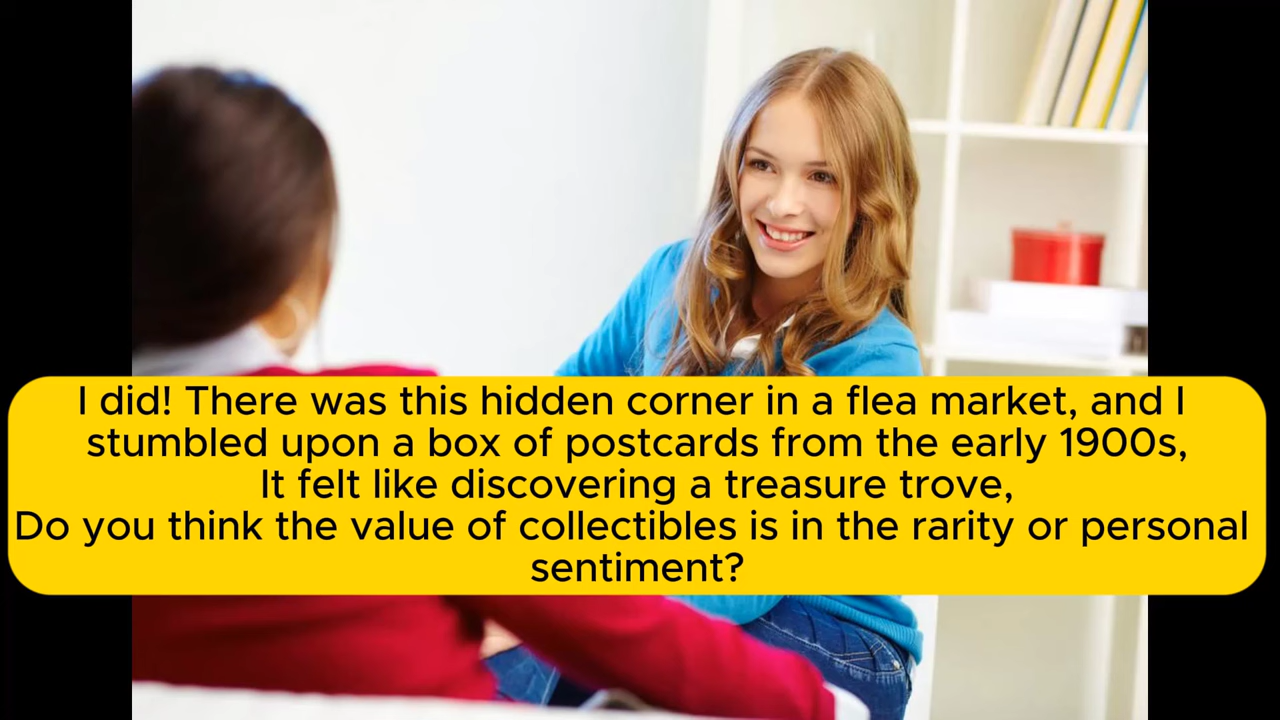 I did! There was this hidden corner in a flea market, and I
stumbled upon a box of postcards from the early 1900s,
It felt like discovering a treasure trove,
Do you think the value of collectibles is in the rarity or personal
sentiment?